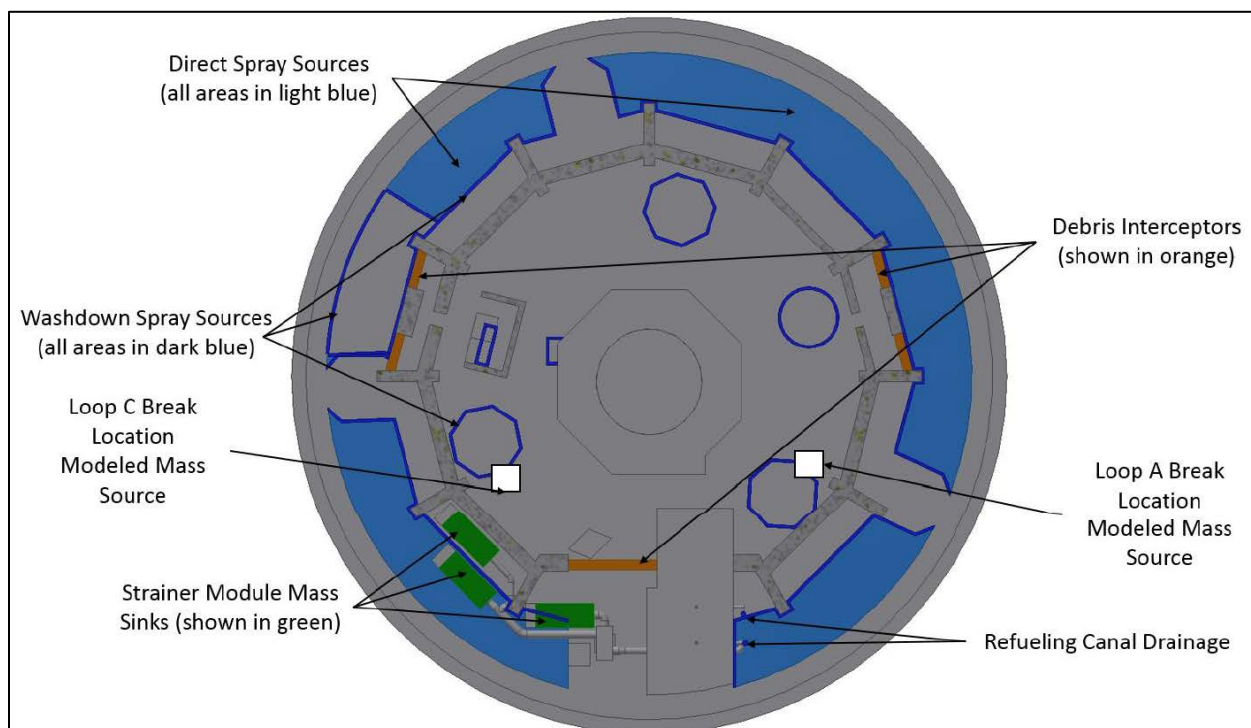 Direct Spray Sources
(all areas in light blue)
Debris Interceptors
(shown in orange)
Washdown Spray Sources
(all areas in dark blue)
Loop C Break
Location
Modeled Mass
Source
Loop A Break
Location
Modeled Mass
Source
Strainer Module Mass
Sinks (shown in green)
Refueling Canal Drainage